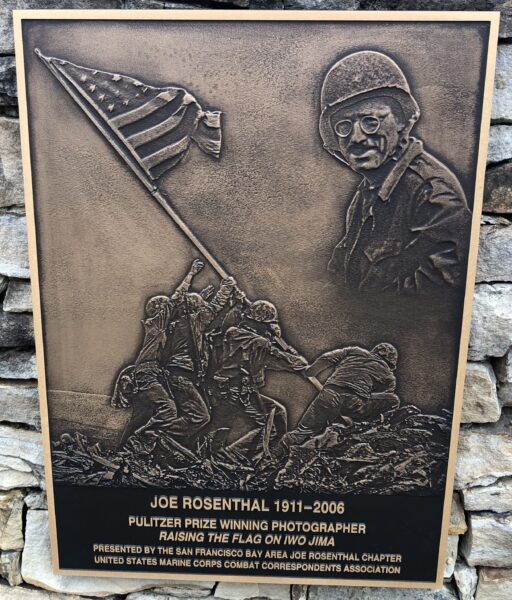 JOE ROSENTHAL 1911–2006
PULITZER PRIZE WINNING PHOTOGRAPHER
RAISING THE FLAG ON IWO JIMA
PRESENTED BY THE SAN FRANCISCO BAY AREA JOE ROSENTHAL CHAPTER
UNITED STATES MARINE CORPS COMBAT CORRESPONDENTS ASSOCIATION